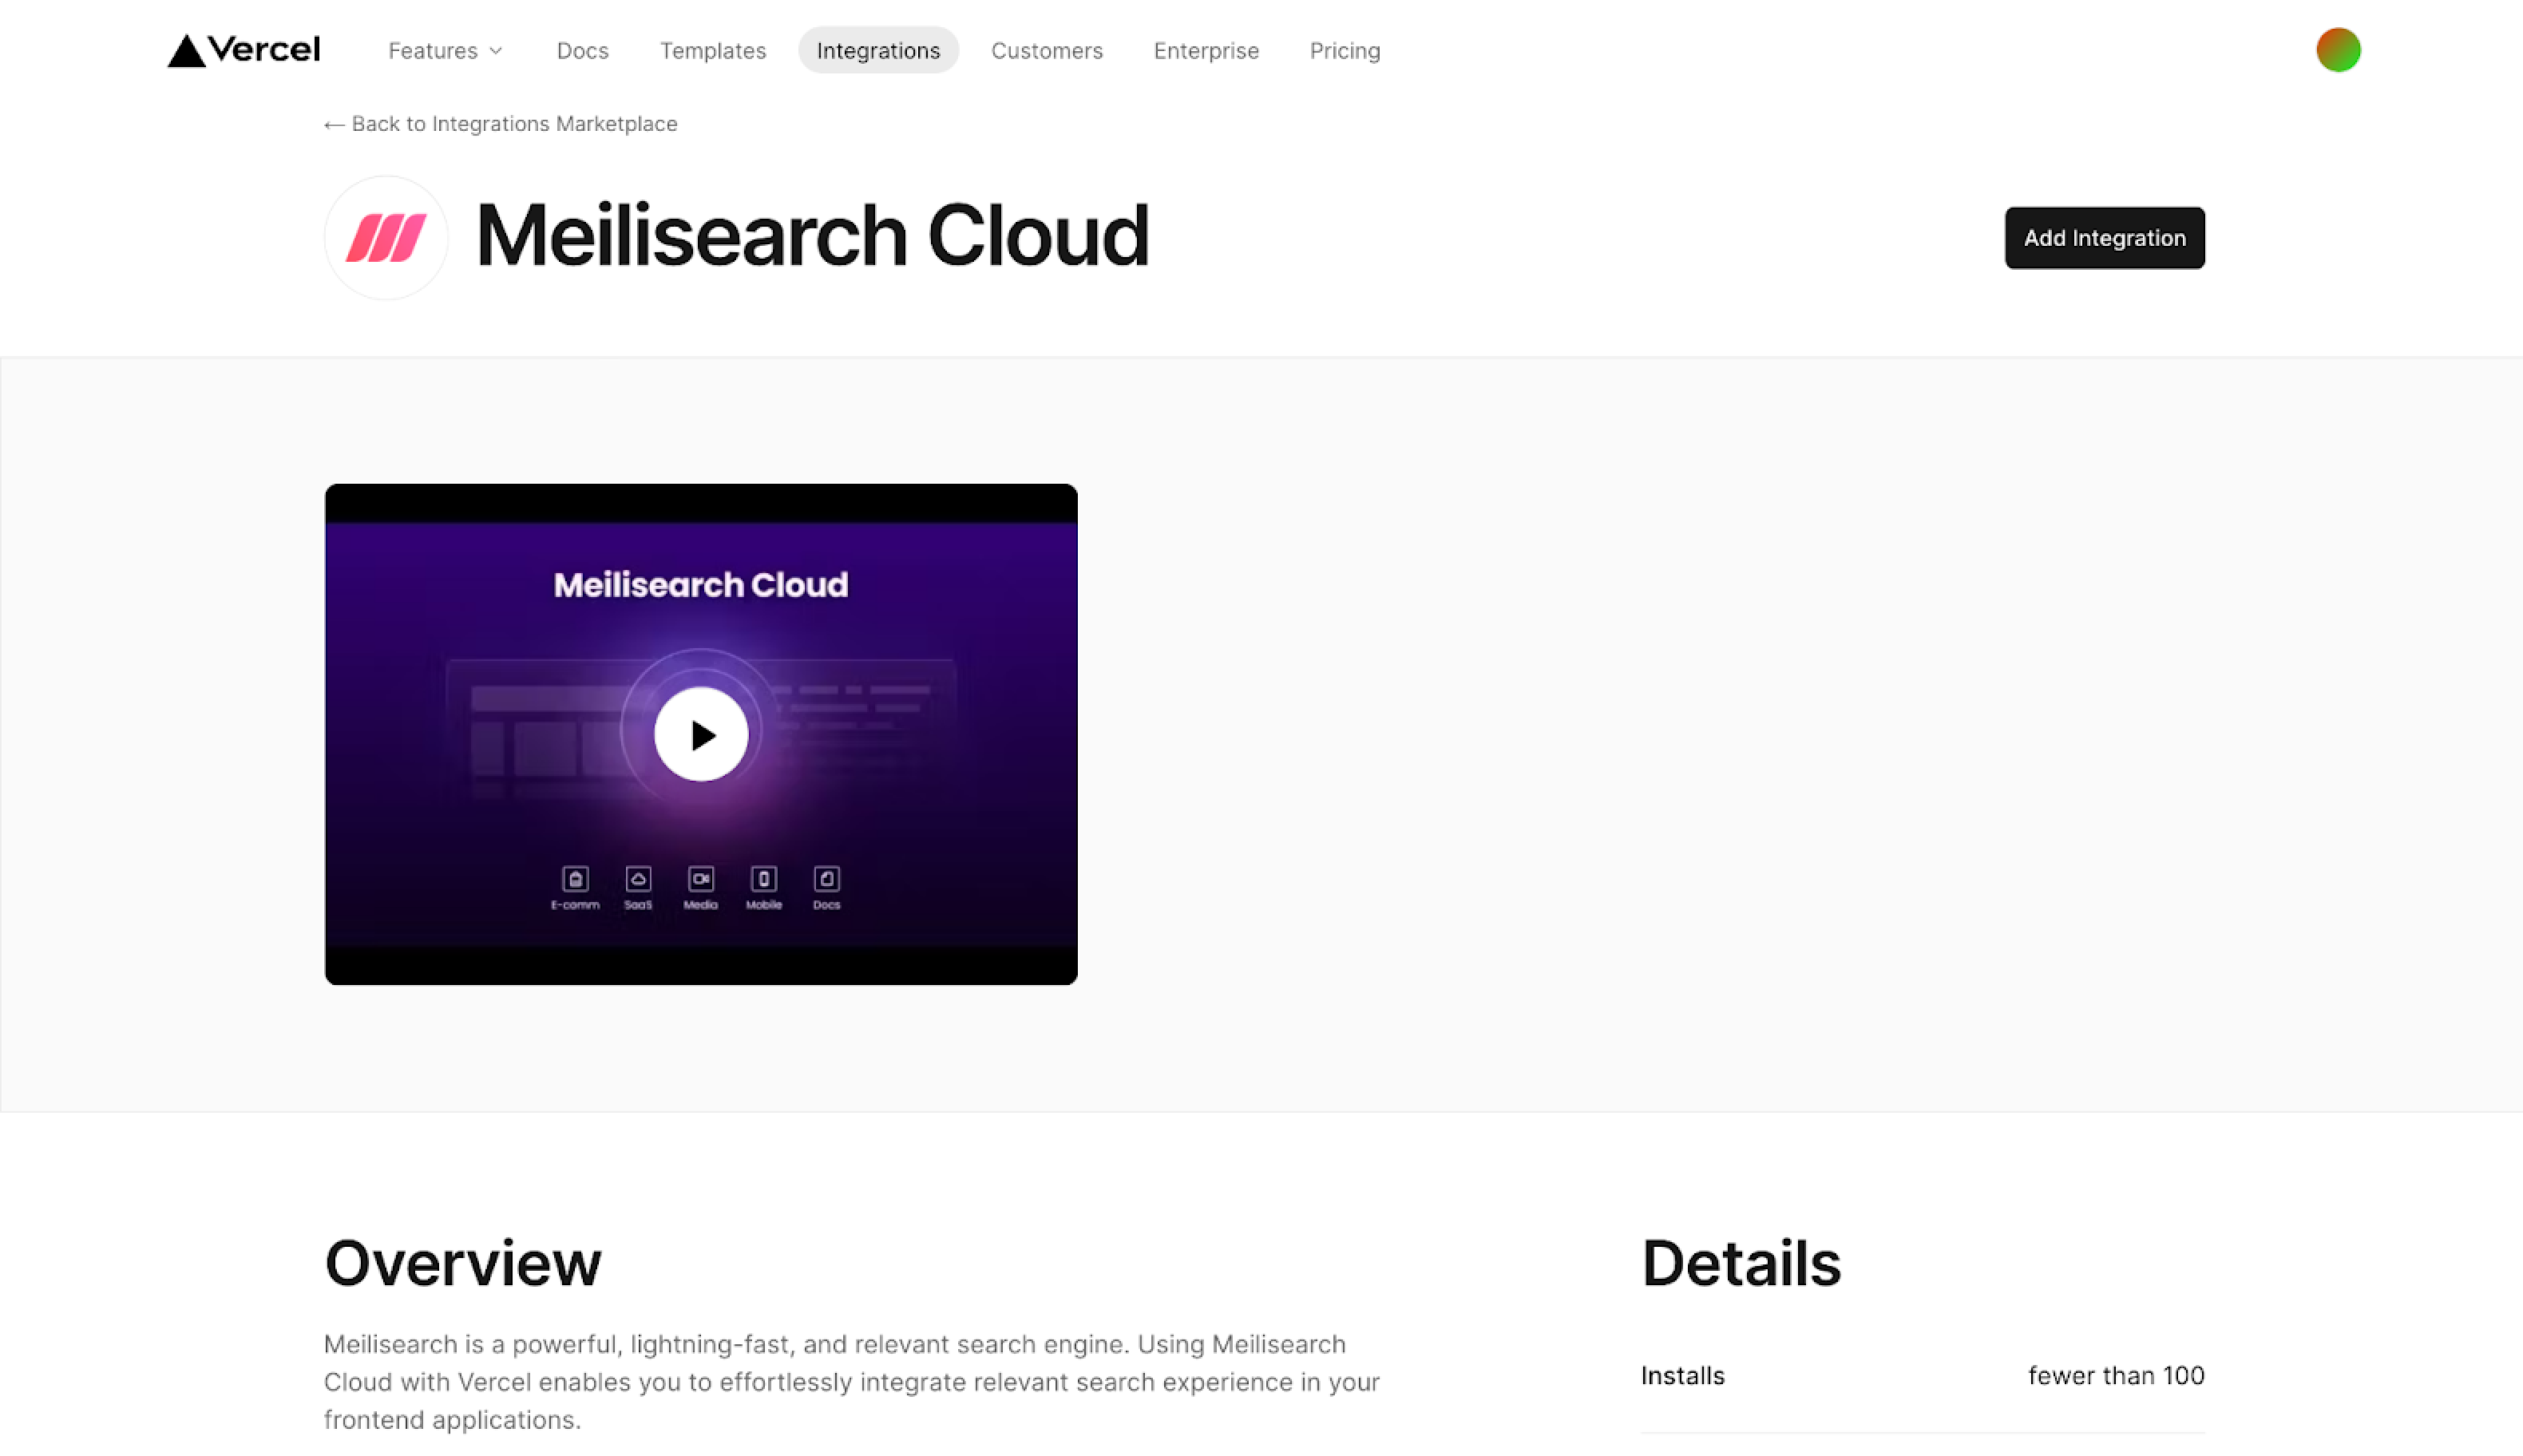 Vercel
Features
Docs
Templates
Integrations
Customers
Enterprise
Pricing
← Back to Integrations Marketplace
Meilisearch Cloud
Add Integration
Meilisearch Cloud
E-comm
SaaS
Media
Mobile
Docs
Overview
Meilisearch is a powerful, lightning-fast, and relevant search engine. Using Meilisearch
Cloud with Vercel enables you to effortlessly integrate relevant search experience in your
frontend applications.
Details
Installs
fewer than 100